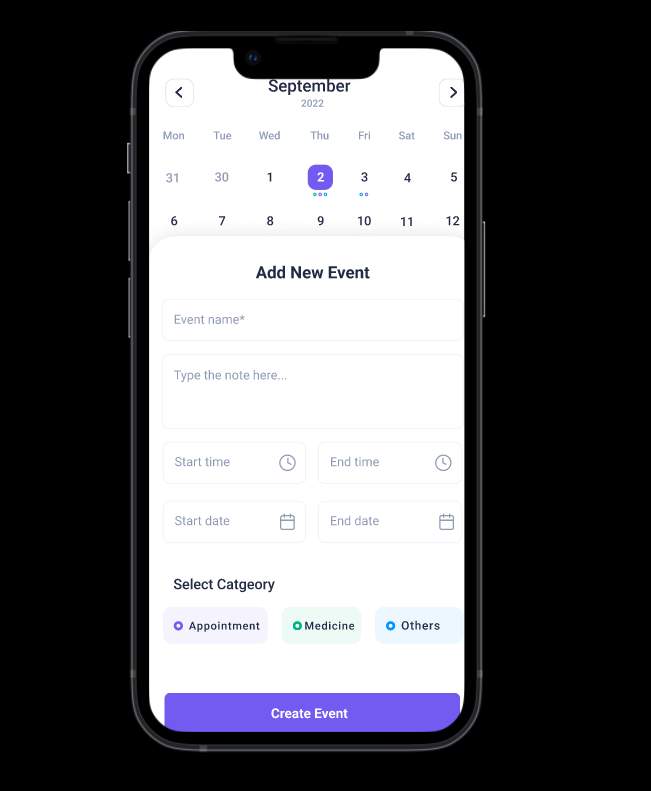 September
2022
Mon Tue Wed Thu Fri Sat Sun
31 30 1 2 3 4 5
6 7 8 9 10 11 12
Add New Event
Event name*
Type the note here...
Start time End time
Start date End date
Select Catgeory
Appointment Medicine Others
Create Event